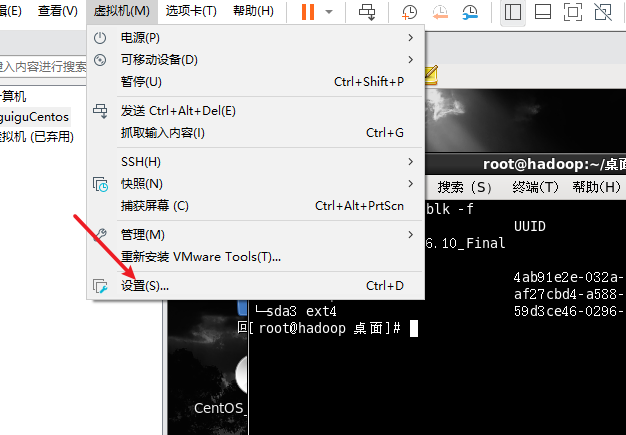 辑(E) 查看(V) 虚拟机(M) 选项卡(T) 帮助(H)
键入内容进行搜索
计算机
guiguCentos
虚拟机 (已弃用)
电源(P)
可移动设备(D)
暂停(U) Ctrl+Shift+P
发送 Ctrl+Alt+Del(E)
抓取输入内容(I) Ctrl+G
SSH(H)
快照(N)
捕获屏幕 (C) Ctrl+Alt+PrtScn
管理(M)
重新安装 VMware Tools(T)...
设置(S)... Ctrl+D
root@hadoop:~/桌面
搜索(S) 终端(T) 帮助(H)
blk -f
UUID
6.10_Final
4ab91e2e-032a-
af27cbd4-a588-
└─sda3 ext4 59d3ce46-0296-
回[root@hadoop 桌面]#
CentOS_